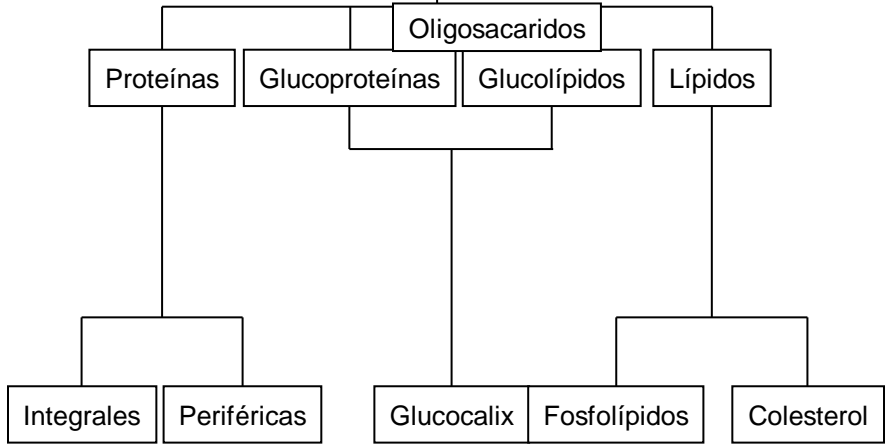 Oligosacaridos
Proteínas Glucoproteínas Glucolípidos Lípidos
Integrales Periféricas Glucocalix Fosfolípidos Colesterol